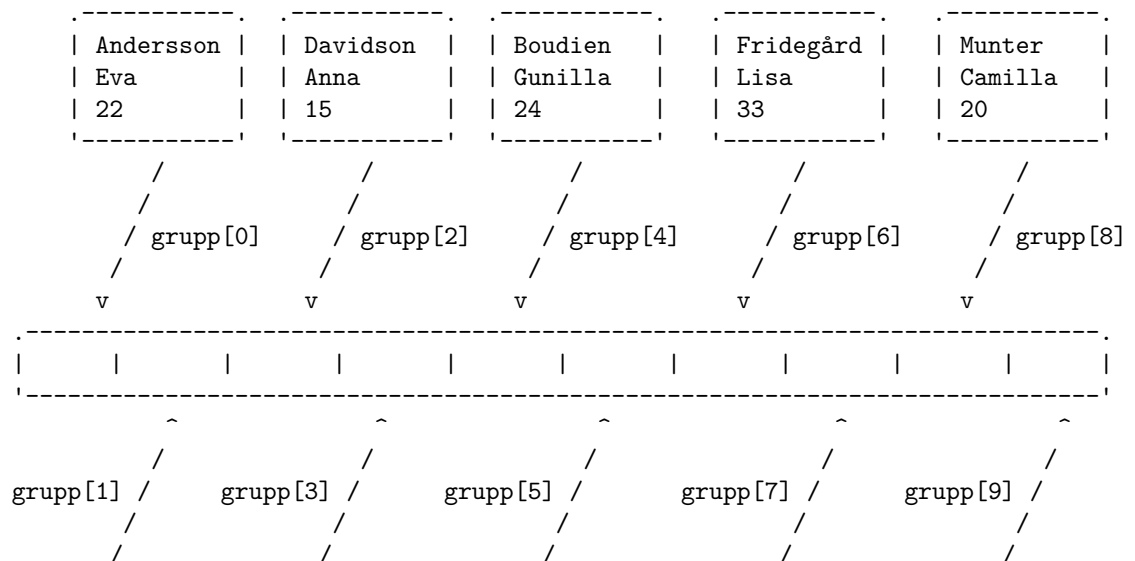 Andersson Davidson Boudien Fridegård Munter
Eva Anna Gunilla Lisa Camilla
22 15 24 33 20
grupp[0] grupp[2] grupp[4] grupp[6] grupp[8]
grupp[1] grupp[3] grupp[5] grupp[7] grupp[9]